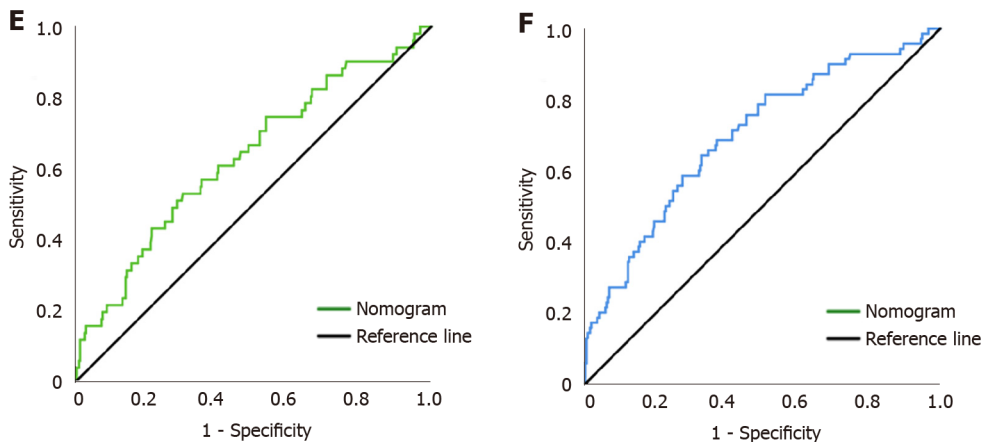 E
1.0
0.8
0.6
0.4
0.2
0
Sensitivity
Nomogram
Reference line
0 0.2 0.4 0.6 0.8 1.0
1 - Specificity
F
1.0
0.8
0.6
0.4
0.2
0
Sensitivity
Nomogram
Reference line
0 0.2 0.4 0.6 0.8 1.0
1 - Specificity